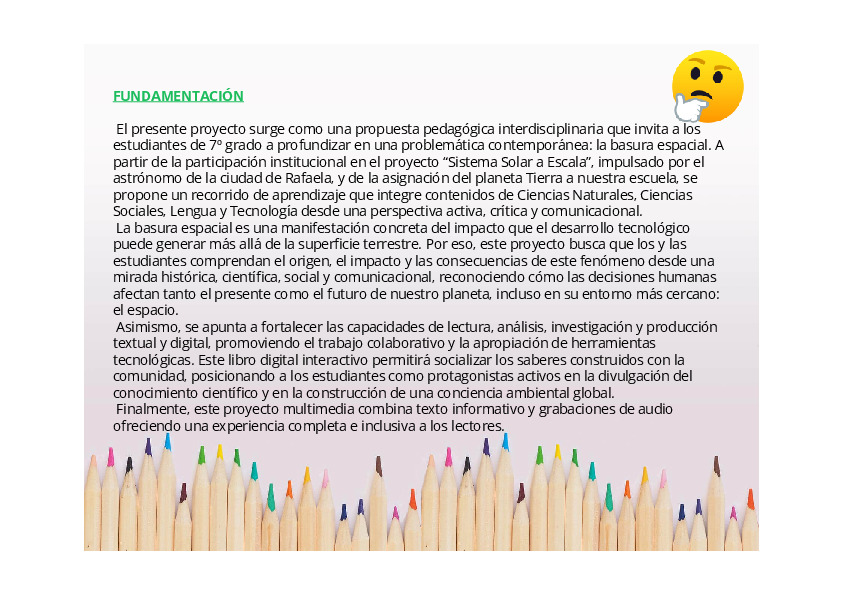 FUNDAMENTACIÓN
El presente proyecto surge como una propuesta pedagógica interdisciplinaria que invita a los
estudiantes de 7º grado a profundizar en una problemática contemporánea: la basura espacial. A
partir de la participación institucional en el proyecto “Sistema Solar a Escala”, impulsado por el
astrónomo de la ciudad de Rafaela, y de la asignación del planeta Tierra a nuestra escuela, se
propone un recorrido de aprendizaje que integre contenidos de Ciencias Naturales, Ciencias
Sociales, Lengua y Tecnología desde una perspectiva activa, crítica y comunicacional.
La basura espacial es una manifestación concreta del impacto que el desarrollo tecnológico
puede generar más allá de la superficie terrestre. Por eso, este proyecto busca que los y las
estudiantes comprendan el origen, el impacto y las consecuencias de este fenómeno desde una
mirada histórica, científica, social y comunicacional, reconociendo cómo las decisiones humanas
afectan tanto el presente como el futuro de nuestro planeta, incluso en su entorno más cercano:
el espacio.
Asimismo, se apunta a fortalecer las capacidades de lectura, análisis, investigación y producción
textual y digital, promoviendo el trabajo colaborativo y la apropiación de herramientas
tecnológicas. Este libro digital interactivo permitirá socializar los saberes construidos con la
comunidad, posicionando a los estudiantes como protagonistas activos en la divulgación del
conocimiento científico y en la construcción de una conciencia ambiental global.
Finalmente, este proyecto multimedia combina texto informativo y grabaciones de audio
ofreciendo una experiencia completa e inclusiva a los lectores.